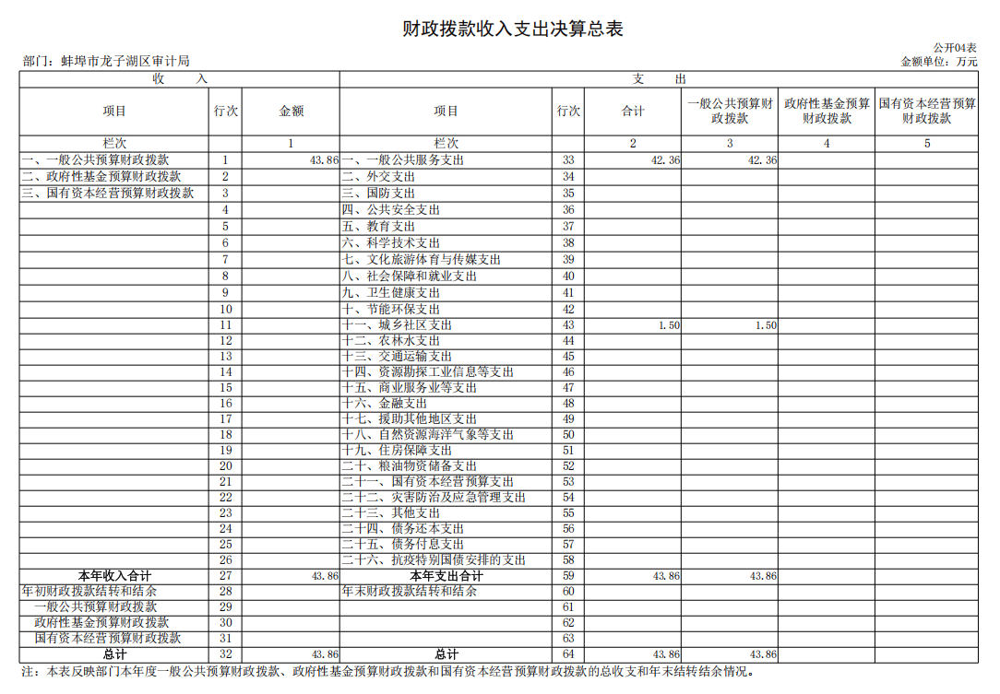 财政拨款收入支出决算总表
公开04表
部门：蚌埠市龙子湖区审计局 金额单位：万元
收 入 支 出
项目 行次 金额 项目 行次 合计 一般公共预算财政拨款 政府性基金预算财政拨款 国有资本经营预算财政拨款
栏次 1 栏次 2 3 4 5
一、一般公共预算财政拨款 1 43.86 一、一般公共服务支出 33 42.36 42.36
二、政府性基金预算财政拨款 2 二、外交支出 34
三、国有资本经营预算财政拨款 3 三、国防支出 35
4 四、公共安全支出 36
5 五、教育支出 37
6 六、科学技术支出 38
7 七、文化旅游体育与传媒支出 39
8 八、社会保障和就业支出 40
9 九、卫生健康支出 41
10 十、节能环保支出 42
11 十一、城乡社区支出 43 1.50 1.50
12 十二、农林水支出 44
13 十三、交通运输支出 45
14 十四、资源勘探工业信息等支出 46
15 十五、商业服务业等支出 47
16 十六、金融支出 48
17 十七、援助其他地区支出 49
18 十八、自然资源海洋气象等支出 50
19 十九、住房保障支出 51
20 二十、粮油物资储备支出 52
21 二十一、国有资本经营预算支出 53
22 二十二、灾害防治及应急管理支出 54
23 二十三、其他支出 55
24 二十四、债务还本支出 56
25 二十五、债务付息支出 57
26 二十六、抗疫特别国债安排的支出 58
本年收入合计 27 43.86 本年支出合计 59 43.86 43.86
年初财政拨款结转和结余 28 年末财政拨款结转和结余 60
一般公共预算财政拨款 29 61
政府性基金预算财政拨款 30 62
国有资本经营预算财政拨款 31 63
总计 32 43.86 总计 64 43.86 43.86
注：本表反映部门本年度一般公共预算财政拨款、政府性基金预算财政拨款和国有资本经营预算财政拨款的总收支和年末结转结余情况。